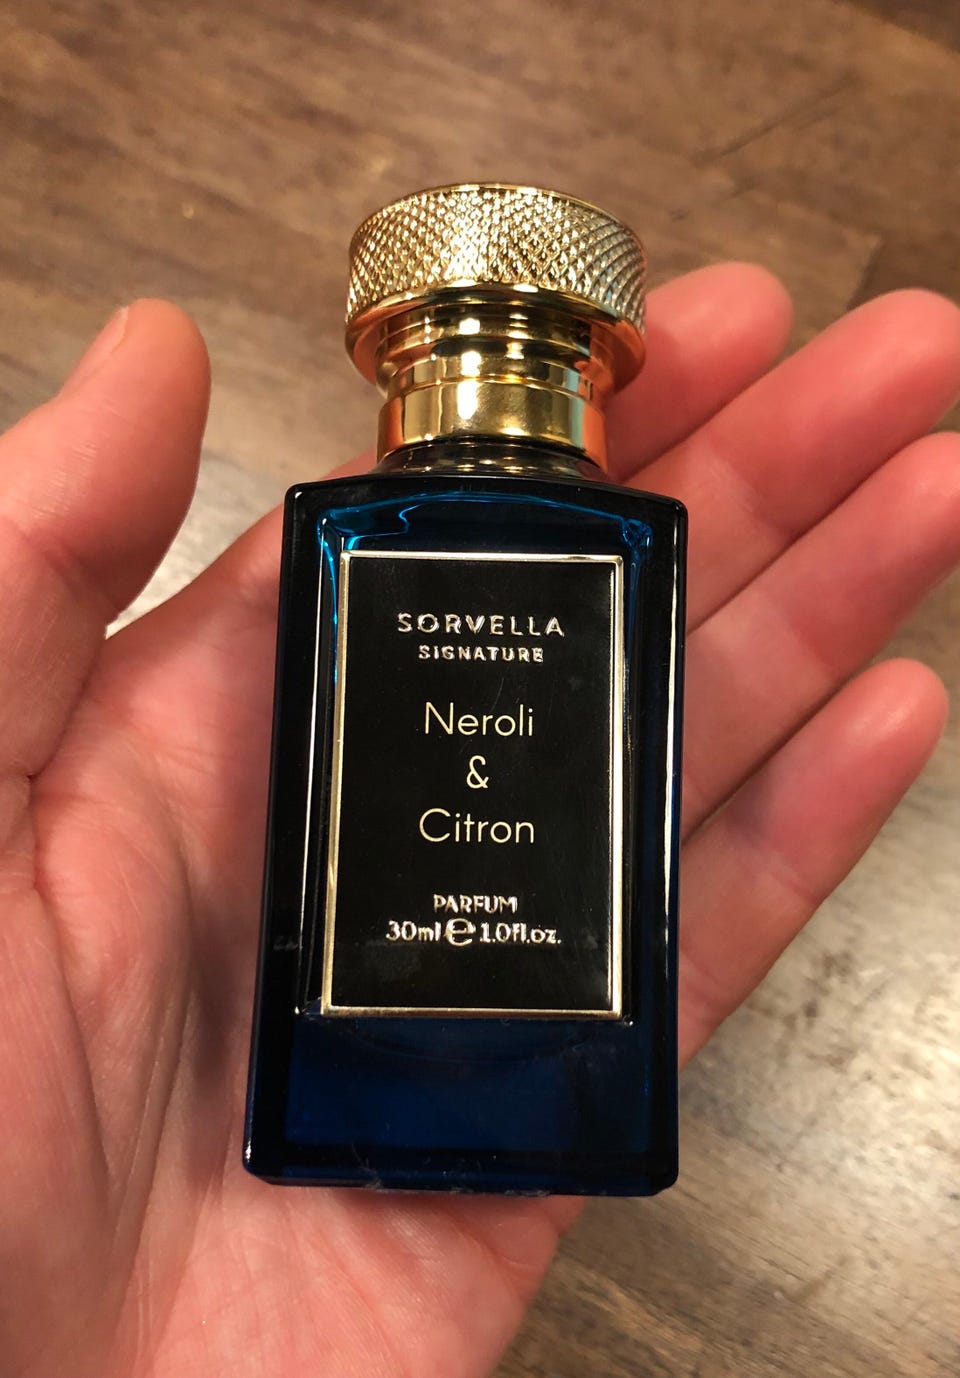 SORVELLA
SIGNATURE
Neroli
&
Citron
PARFUM
30ml ℮ 1.0fl.oz.